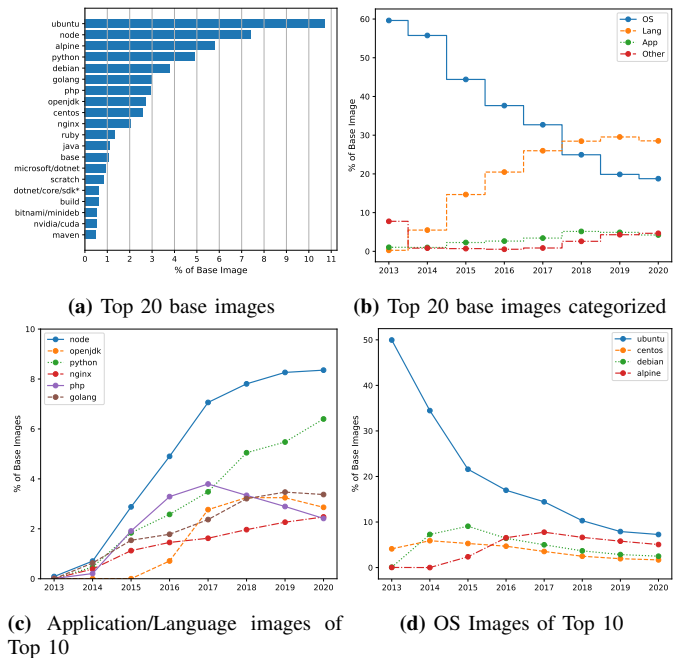 ubuntu
node
alpine
python
debian
golang
php
openjdk
centos
nginx
ruby
java
base
microsoft/dotnet
scratch
dotnet/core/sdk*
build
bitnami/minideb
nvidia/cuda
maven
0 1 2 3 4 5 6 7 8 9 10 11
% of Base Image
(a) Top 20 base images
60
50
40
30
20
10
0
% of Base Image
OS
Lang
App
Other
2013 2014 2015 2016 2017 2018 2019 2020
(b) Top 20 base images categorized
10
8
6
4
2
0
% of Base Images
node
openjdk
python
nginx
php
golang
2013 2014 2015 2016 2017 2018 2019 2020
(c) Application/Language images of
Top 10
50
40
30
20
10
0
% of Base Images
ubuntu
centos
debian
alpine
2013 2014 2015 2016 2017 2018 2019 2020
(d) OS Images of Top 10